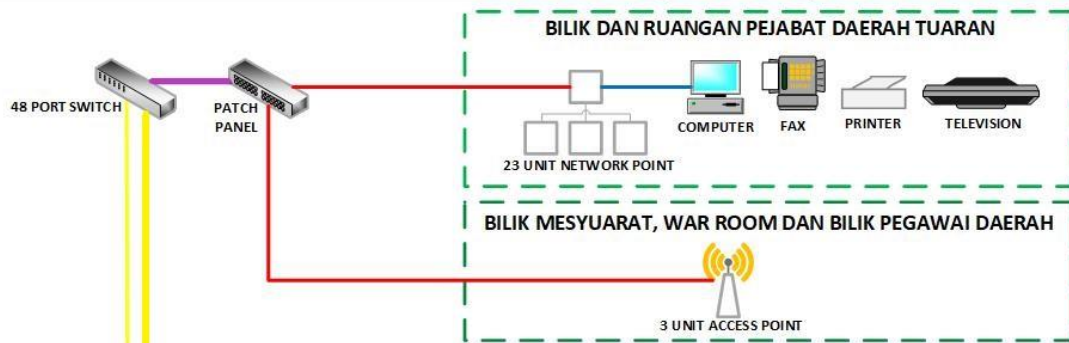 BILIK DAN RUANGAN PEJABAT DAERAH TUARAN
48 PORT SWITCH
PATCH
PANEL
COMPUTER
FAX
PRINTER
TELEVISION
23 UNIT NETWORK POINT
BILIK MESYUARAT, WAR ROOM DAN BILIK PEGAWAI DAERAH
3 UNIT ACCESS POINT